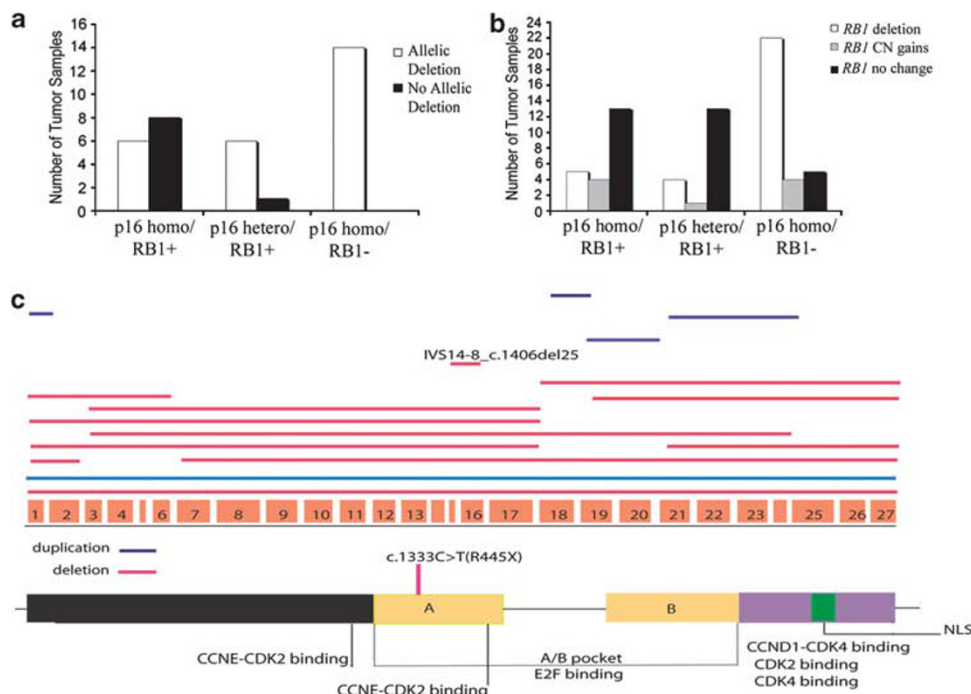 a
Number of Tumor Samples
16
14
12
10
8
6
4
2
0
Allelic
Deletion
No Allelic
Deletion
p16 homo/
RB1+
p16 hetero/
RB1+
p16 homo/
RB1-
b
Number of Tumor Samples
24
22
20
18
16
14
12
10
8
6
4
2
0
RB1 deletion
RB1 CN gains
RB1 no change
p16 homo/
RB1+
p16 hetero/
RB1+
p16 homo/
RB1-
c
IVS14-8_c.1406del25
1 2 3 4 6 7 8 9 10 11 12 13 16 17 18 19 20 21 22 23 25 26 27
duplication
deletion
c.1333C>T(R445X)
A
B
NLS
CCNE-CDK2 binding
CCNE-CDK2 binding
A/B pocket
E2F binding
CCND1-CDK4 binding
CDK2 binding
CDK4 binding